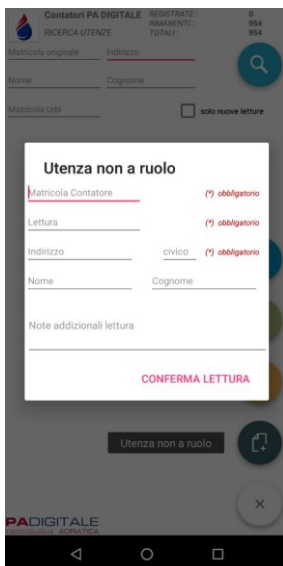 Contatori PA DIGITALE REGISTRATE: 0
RICERCA UTENZE RIMANENTI: 954
TOTALI: 954
Matricola originale Indirizzo
Nome Cognome
Matricola Urbi solo nuove letture
Utenza non a ruolo
Matricola Contatore (*) obbligatorio
Lettura (*) obbligatorio
Indirizzo civico (*) obbligatorio
Nome Cognome
Note addizionali lettura
CONFERMA LETTURA
Utenza non a ruolo
PADIGITALE
ADRIATICA